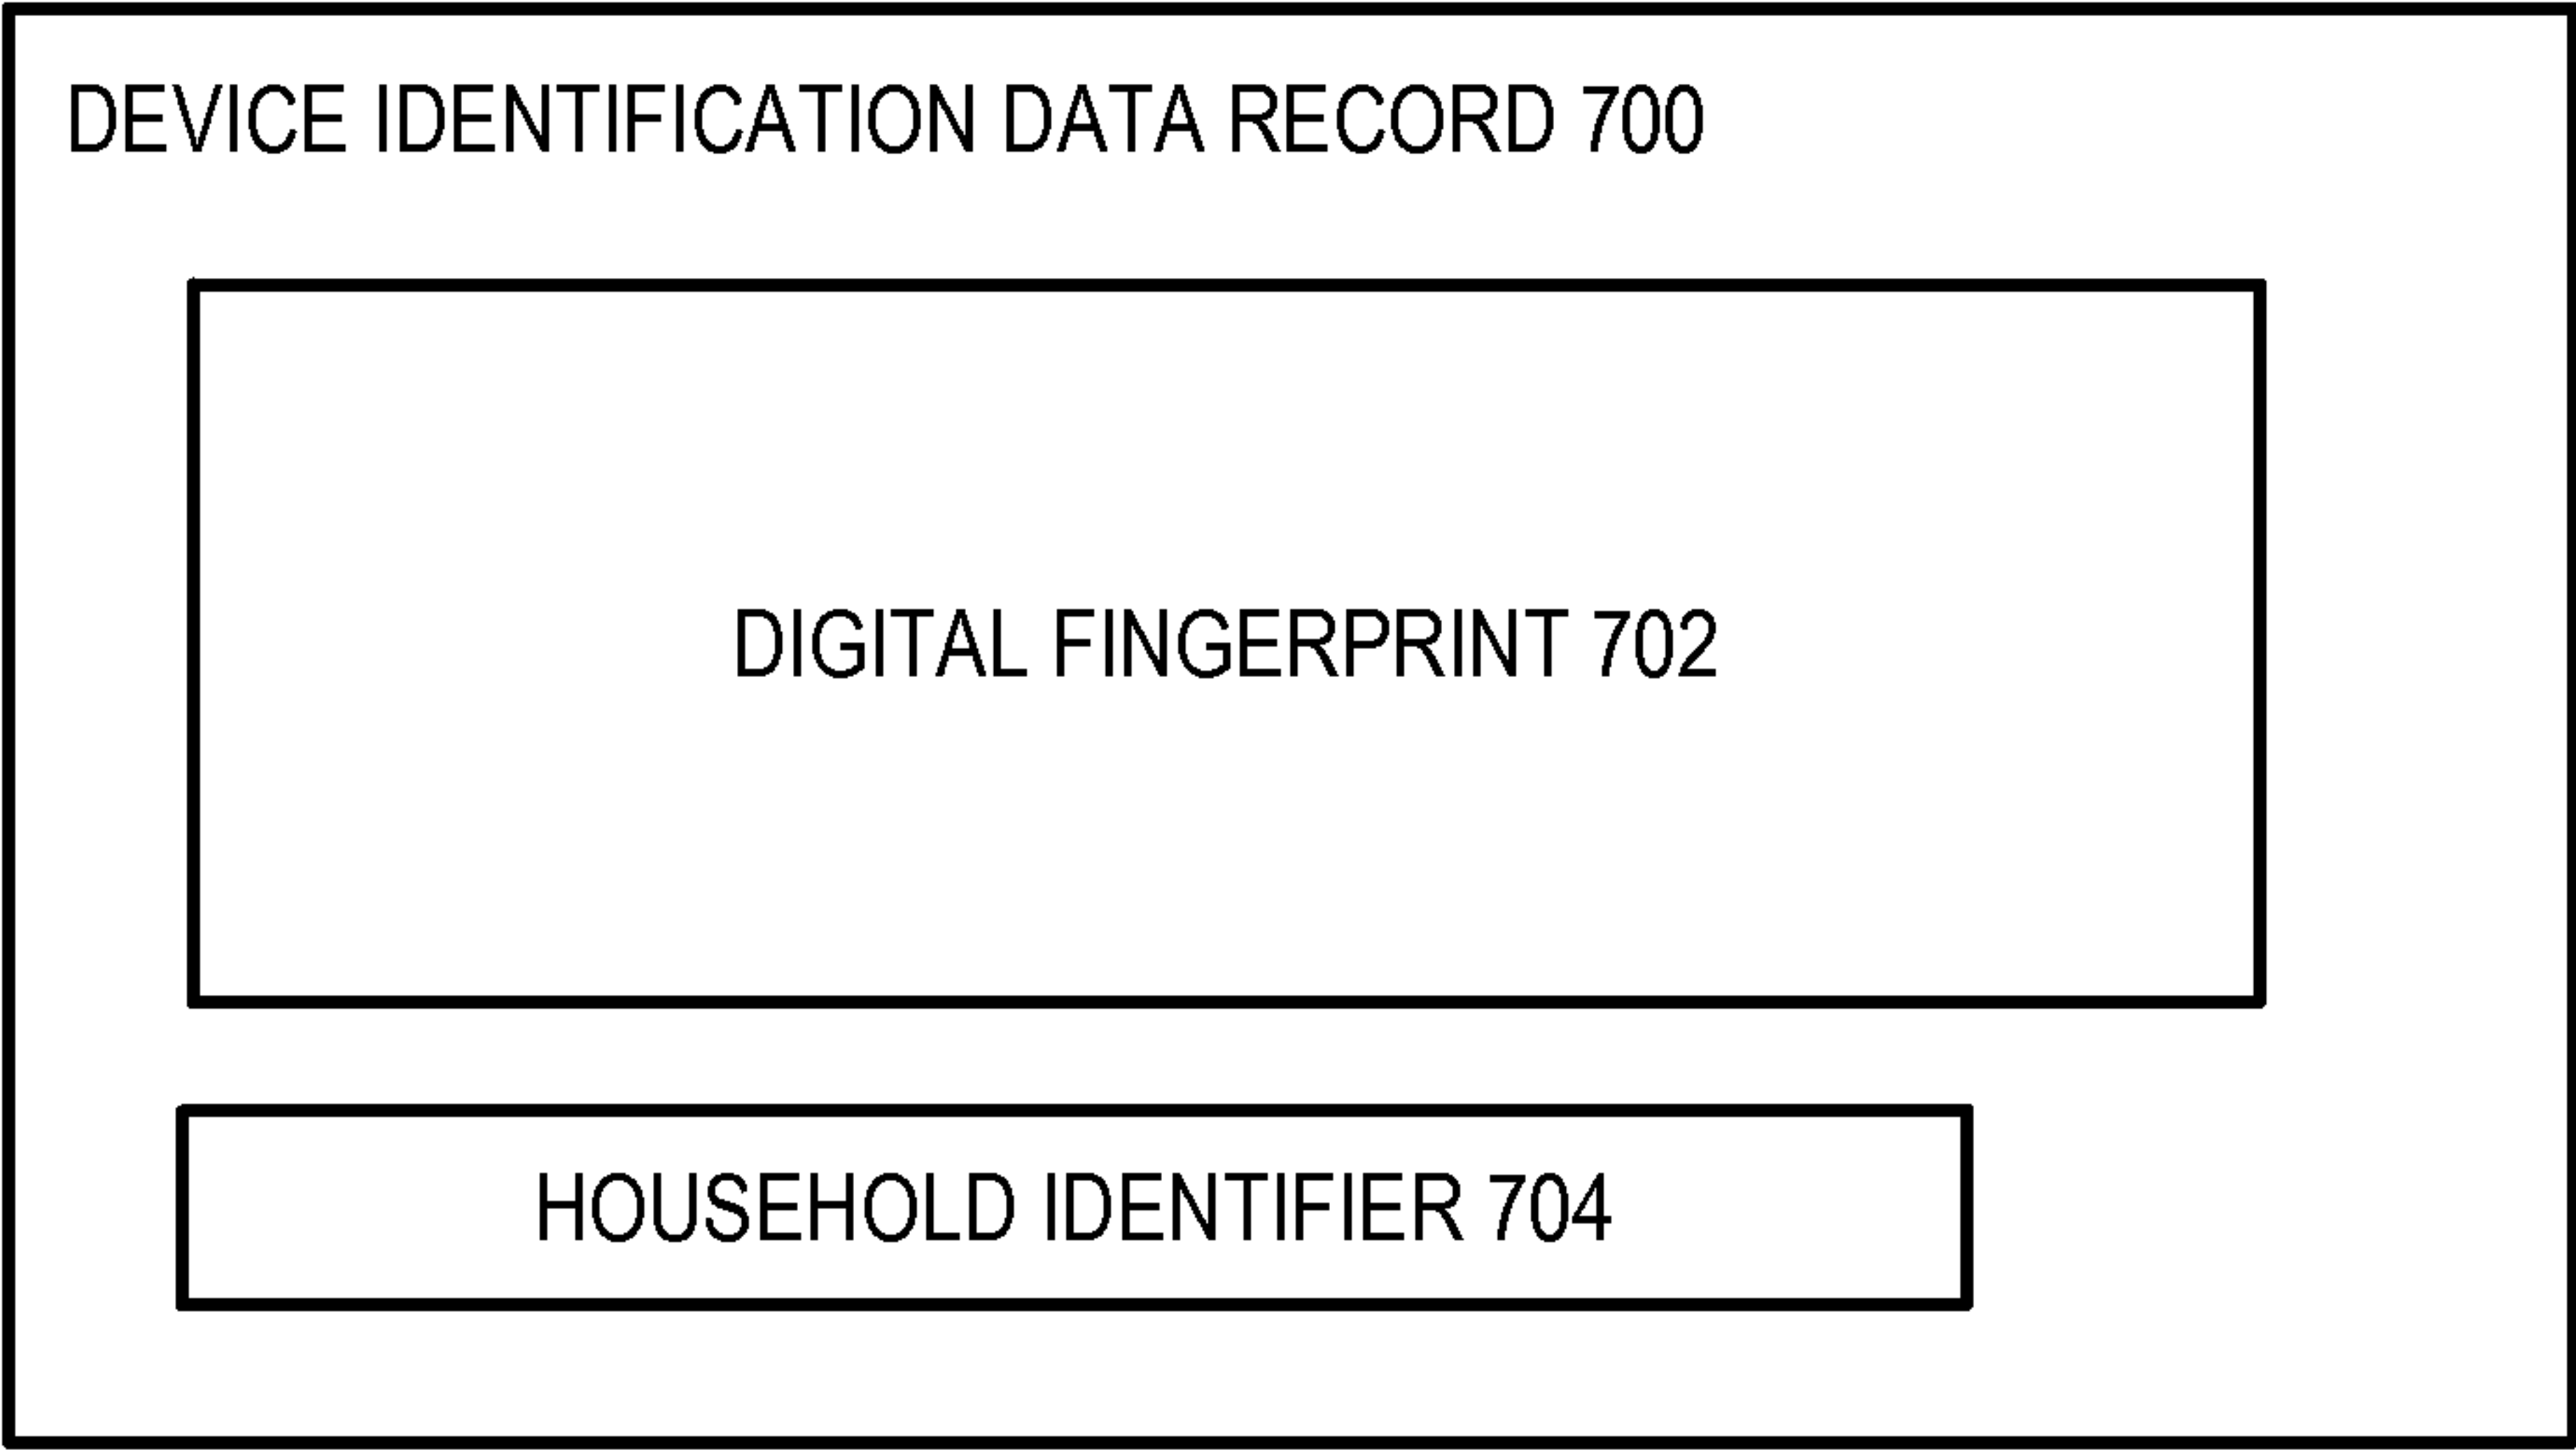 DEVICE IDENTIFICATION DATA RECORD 700
DIGITAL FINGERPRINT 702
HOUSEHOLD IDENTIFIER 704